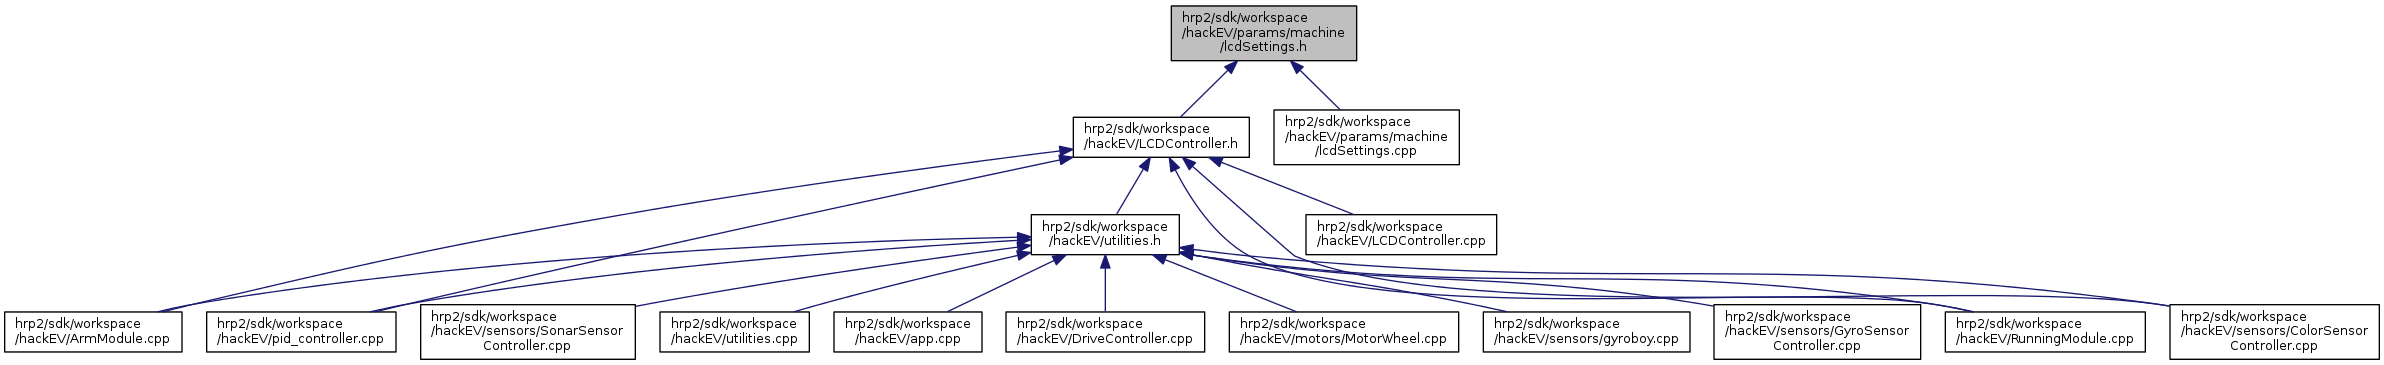 hrp2/sdk/workspace
/hackEV/params/machine
/lcdSettings.h
hrp2/sdk/workspace
/hackEV/LCDController.h
hrp2/sdk/workspace
/hackEV/params/machine
/lcdSettings.cpp
hrp2/sdk/workspace
/hackEV/utilities.h
hrp2/sdk/workspace
/hackEV/LCDController.cpp
hrp2/sdk/workspace
/hackEV/ArmModule.cpp
hrp2/sdk/workspace
/hackEV/pid_controller.cpp
hrp2/sdk/workspace
/hackEV/sensors/SonarSensor
Controller.cpp
hrp2/sdk/workspace
/hackEV/utilities.cpp
hrp2/sdk/workspace
/hackEV/app.cpp
hrp2/sdk/workspace
/hackEV/DriveController.cpp
hrp2/sdk/workspace
/hackEV/motors/MotorWheel.cpp
hrp2/sdk/workspace
/hackEV/sensors/gyroboy.cpp
hrp2/sdk/workspace
/hackEV/sensors/GyroSensor
Controller.cpp
hrp2/sdk/workspace
/hackEV/RunningModule.cpp
hrp2/sdk/workspace
/hackEV/sensors/ColorSensor
Controller.cpp